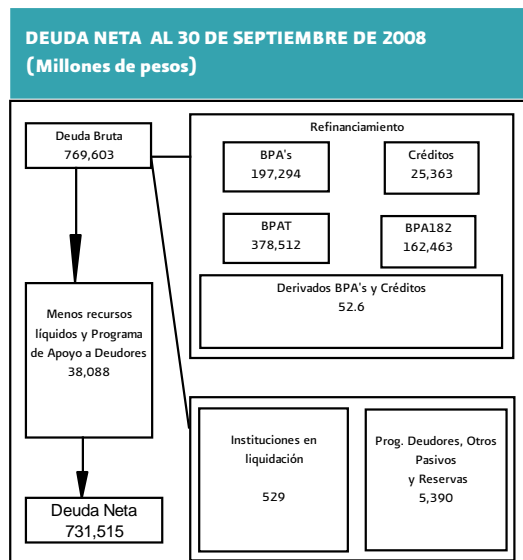 DEUDA NETA AL 30 DE SEPTIEMBRE DE 2008
(Millones de pesos)
Deuda Bruta
769,603
Refinanciamiento
BPA's
197,294
Créditos
25,363
BPAT
378,512
BPA182
162,463
Derivados BPA's y Créditos
52.6
Menos recursos
líquidos y Programa
de Apoyo a Deudores
38,088
Instituciones en
liquidación
529
Prog. Deudores, Otros
Pasivos
y Reservas
5,390
Deuda Neta
731,515